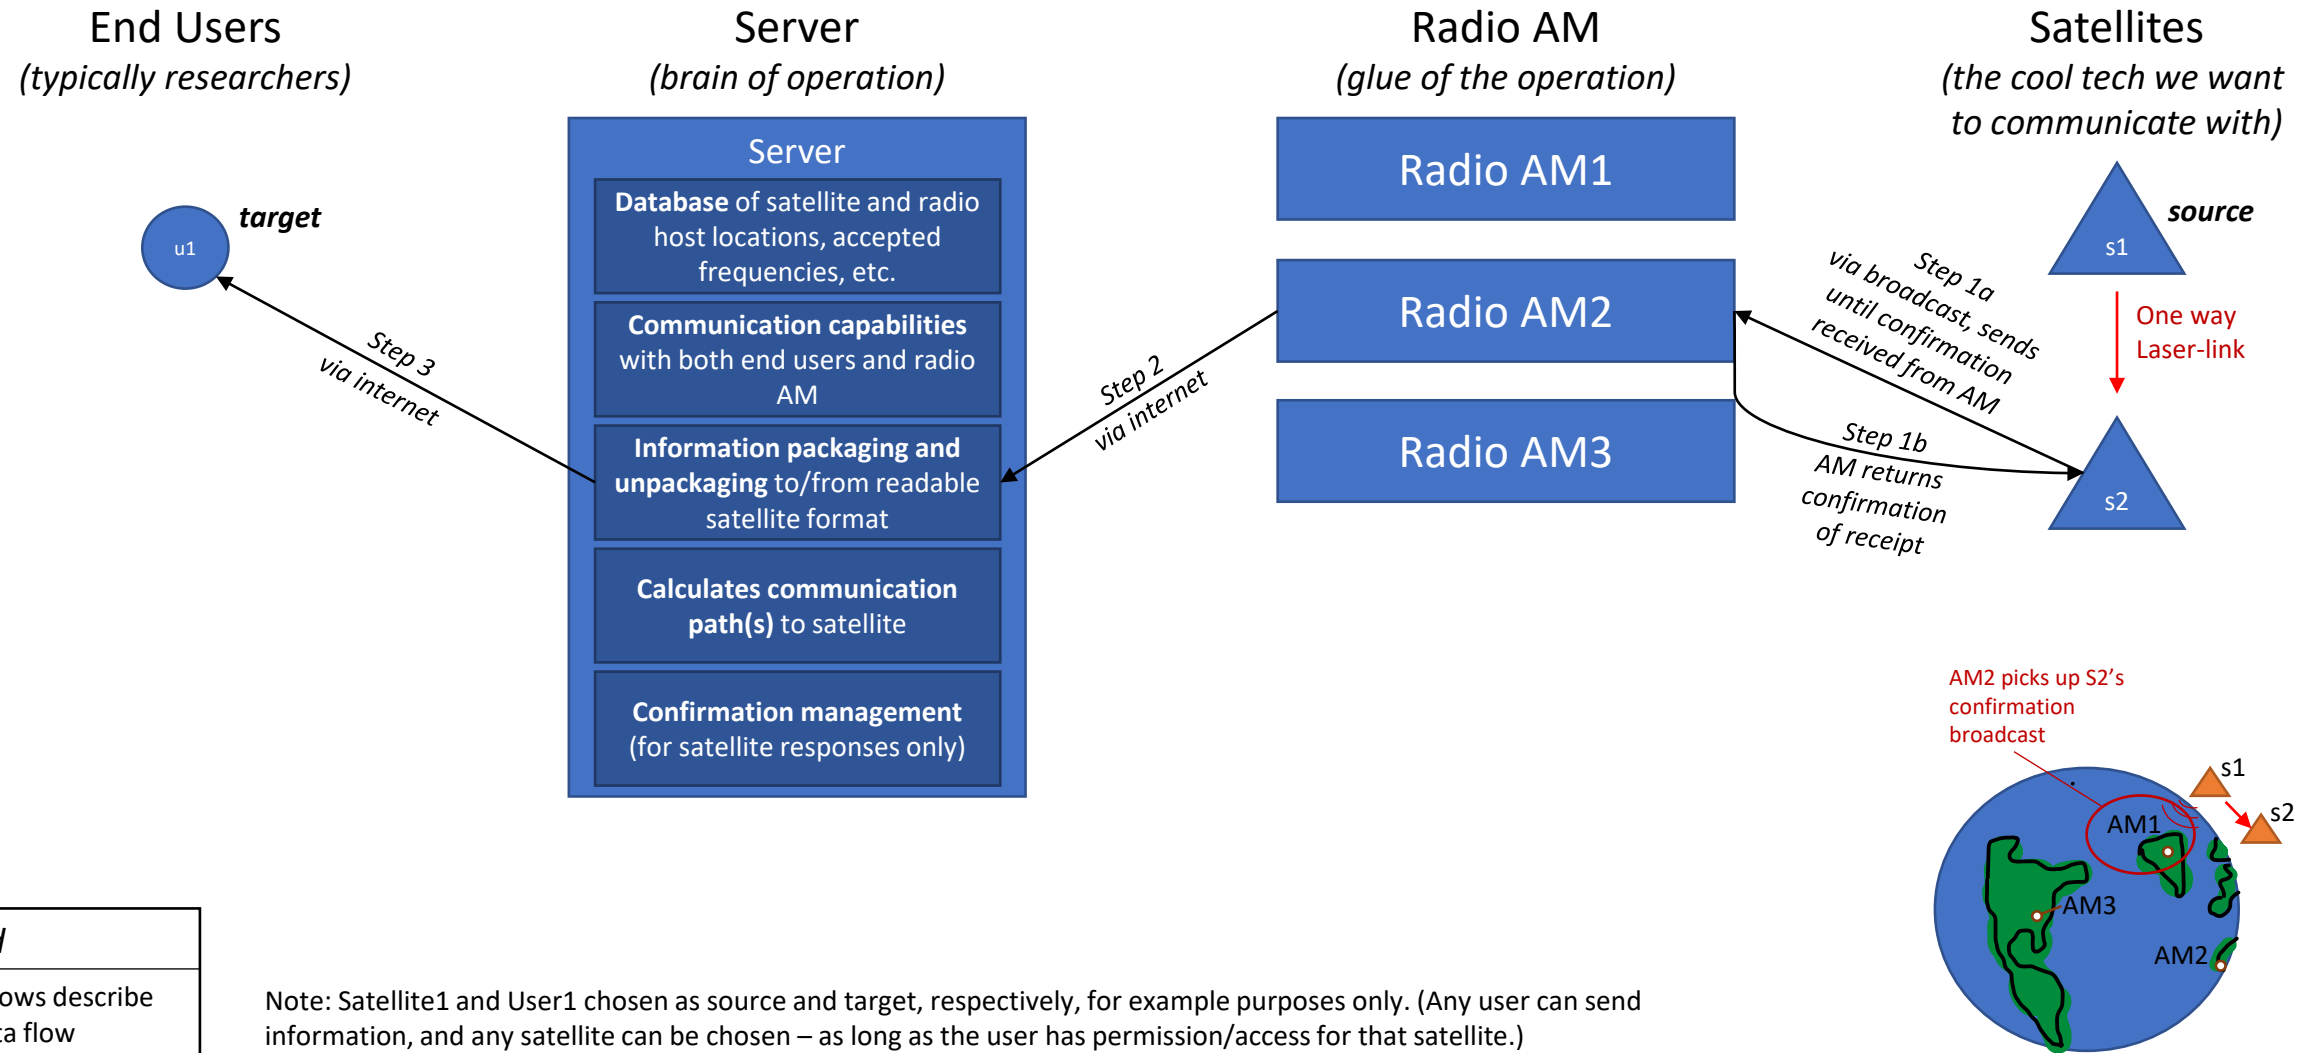 End Users
(typically researchers)
Server
(brain of operation)
Radio AM
(glue of the operation)
Satellites
(the cool tech we want
to communicate with)
u1
target
Step 3
via internet
Server
Database of satellite and radio
host locations, accepted
frequencies, etc.
Communication capabilities
with both end users and radio
AM
Information packaging and
unpackaging to/from readable
satellite format
Calculates communication
path(s) to satellite
Confirmation management
(for satellite responses only)
Step 2
via internet
Radio AM1
Radio AM2
Radio AM3
Step 1a
via broadcast, sends
until confirmation
received from AM
Step 1b
AM returns
confirmation
of receipt
source
s1
One way
Laser-link
s2
AM2 picks up S2's
confirmation
broadcast
s1
s2
AM1
AM3
AM2
ows describe
ta flow
Note: Satellite1 and User1 chosen as source and target, respectively, for example purposes only. (Any user can send
information, and any satellite can be chosen – as long as the user has permission/access for that satellite.)